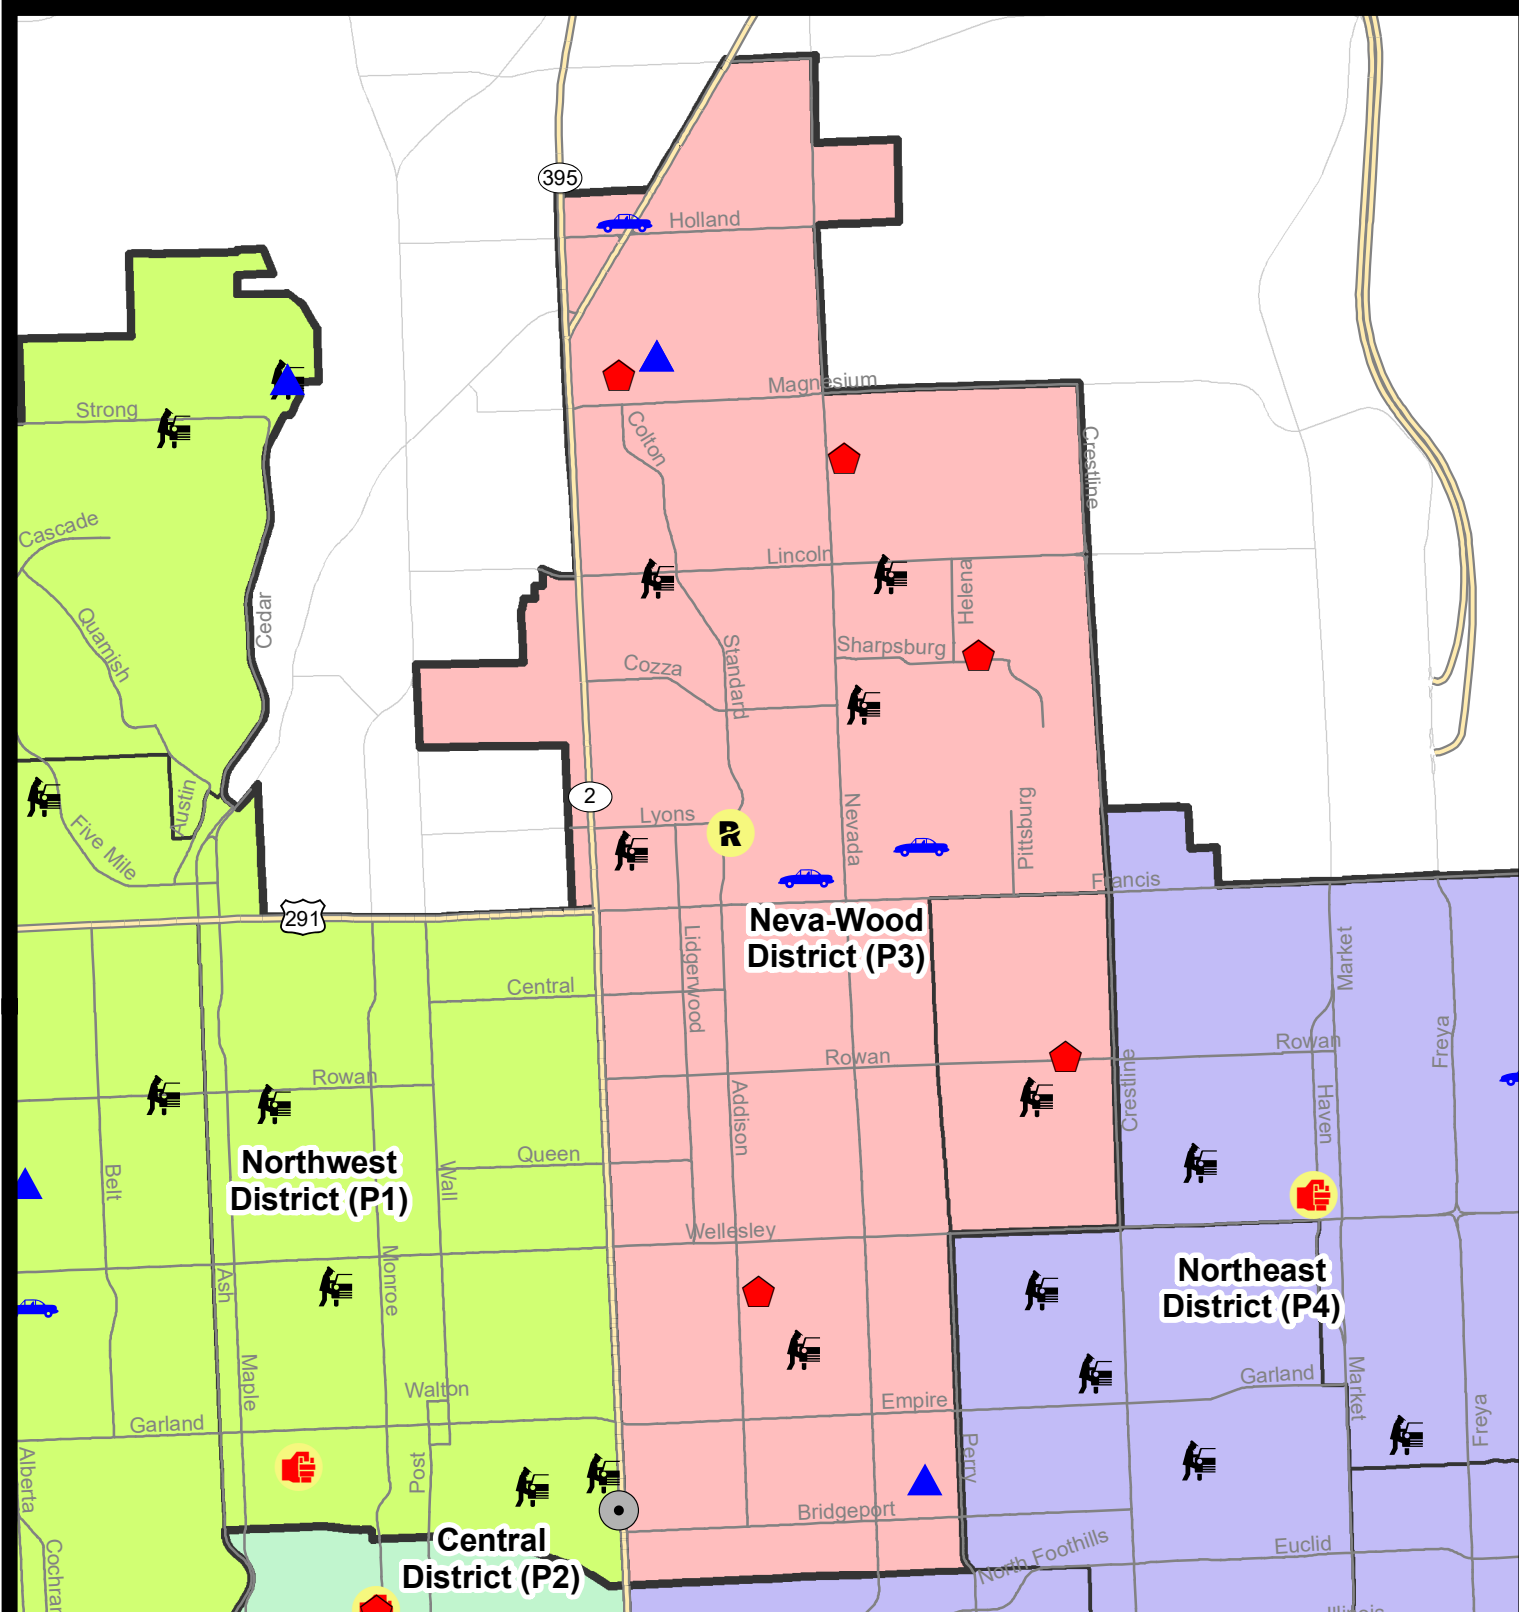 395
Holland
Magnesium
Strong
Colton
Crestline
Cascade
Lincoln
Helena
Quamish
Cedar
Sharpsburg
Cozza
Standard
2
Austin
Lyons
Nevada
Pittsburg
Five Mile
Francis
291
Neva-Wood
District (P3)
Lidgerwood
Market
Central
Freya
Rowan
Rowan
Rowan
Addison
Crestline
Haven
Queen
Northwest
District (P1)
Belt
Wall
Wellesley
Monroe
Ash
Northeast
District (P4)
Maple
Walton
Garland
Market
Empire
Garland
Freya
Alberta
Post
Perry
Bridgeport
Central
District (P2)
North Foothills
Euclid
Cochran